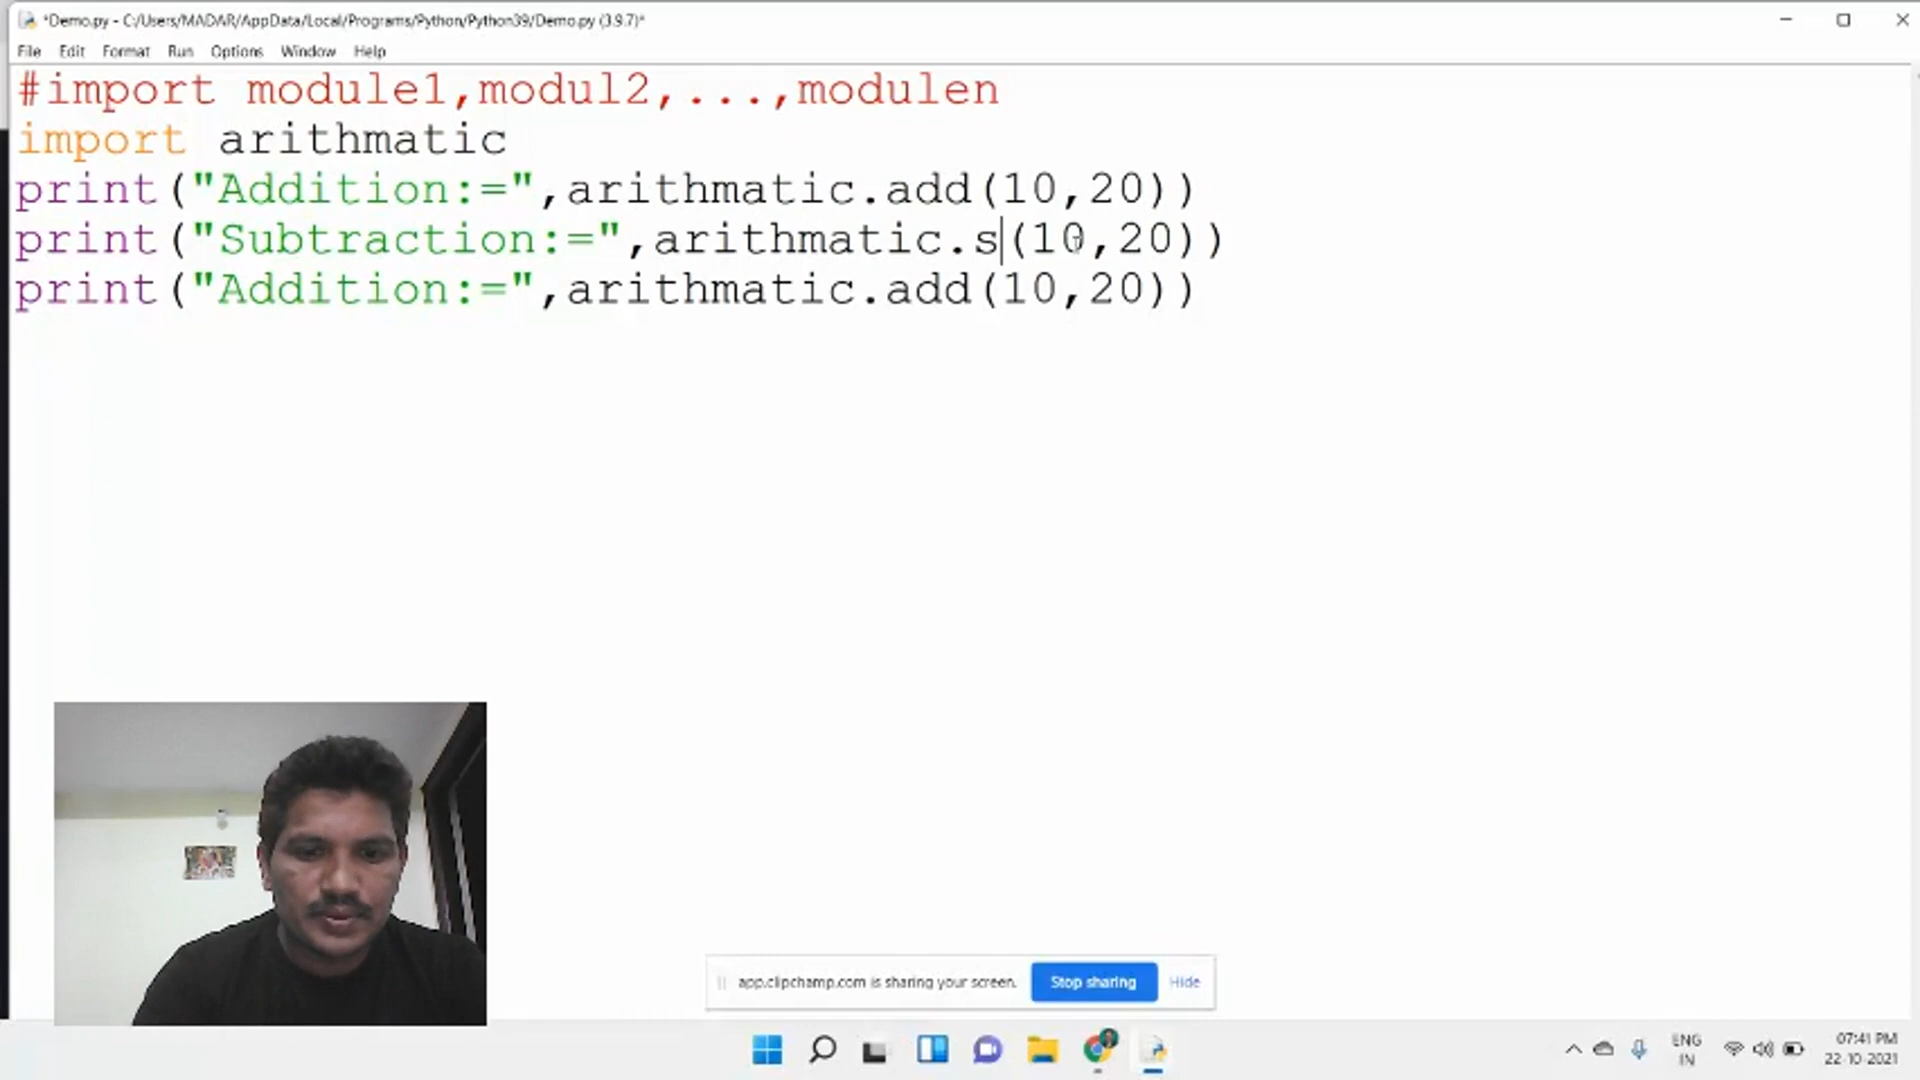 *Demo.py - C:/Users/MADAR/AppData/Local/Programs/Python/Python39/Demo.py (3.9.7)*
File Edit Format Run Options Window Help
#import module1,modul2,...,modulen
import arithmatic
print("Addition:=",arithmatic.add(10,20))
print("Subtraction:=",arithmatic.s(10,20))
print("Addition:=",arithmatic.add(10,20))
app.clipchamp.com is sharing your screen. Stop sharing Hide
ENG
IN
07:41 PM
22-10-2021